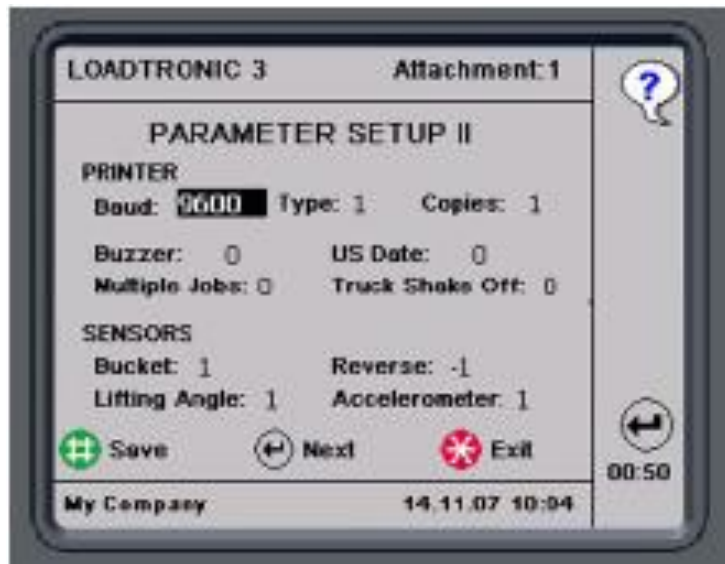 LOADTRONIC 3 Attachment:1
?
PARAMETER SETUP II
PRINTER
Baud: 9600 Type: 1 Copies: 1
Buzzer: 0 US Date: 0
Multiple Jobs: 0 Truck Shake Off: 0
SENSORS
Bucket: 1 Reverse: -1
Lifting Angle: 1 Accelerometer: 1
# Save Next * Exit
00:50
My Company 14.11.07 10:04